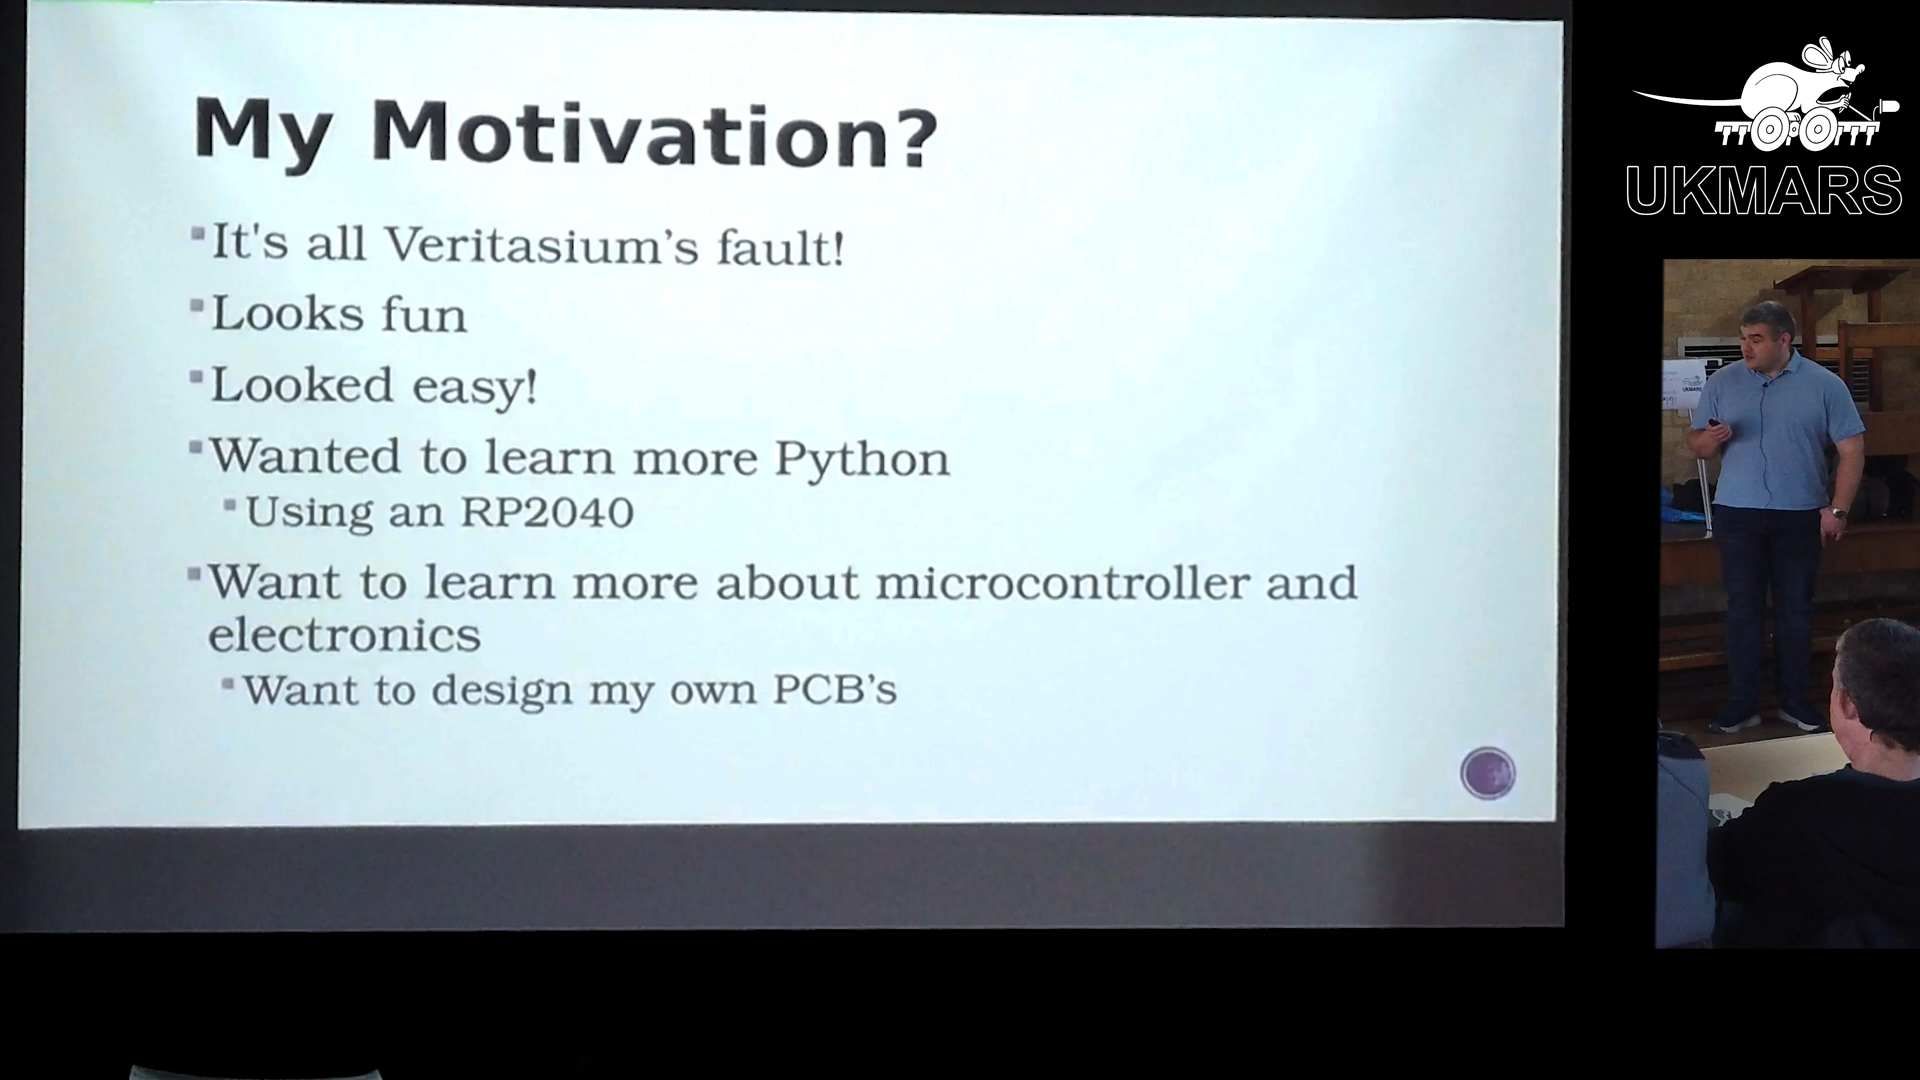 My Motivation?
It's all Veritasium’s fault!
Looks fun
Looked easy!
Wanted to learn more Python
Using an RP2040
Want to learn more about microcontroller and
electronics
Want to design my own PCB’s
UKMARS
UKMARS